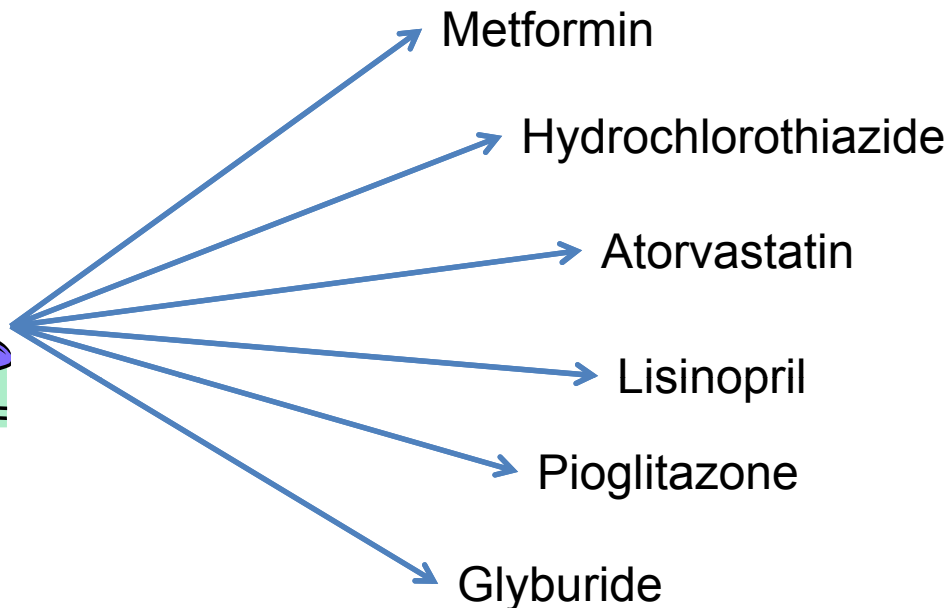 Metformin
Hydrochlorothiazide
Atorvastatin
Lisinopril
Pioglitazone
Glyburide